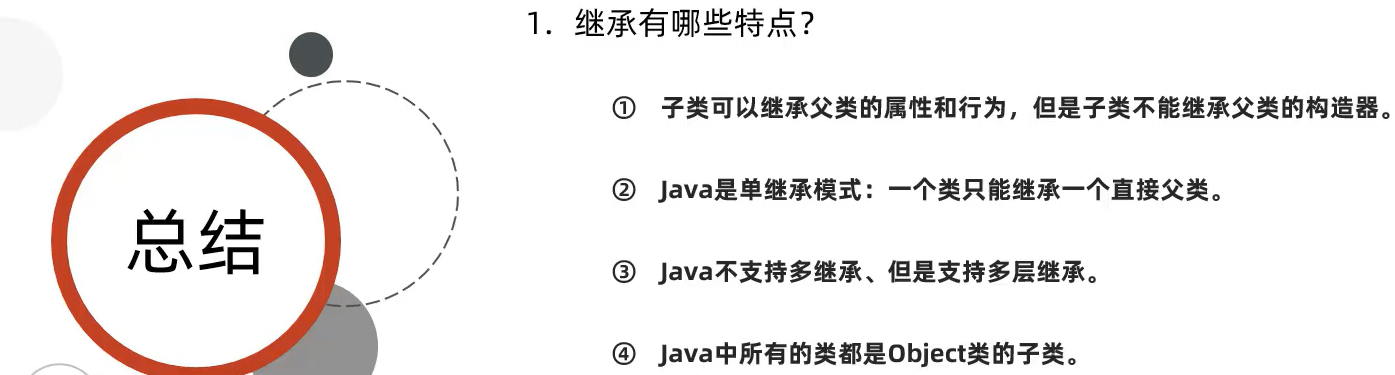 总结
1. 继承有哪些特点?
① 子类可以继承父类的属性和行为，但是子类不能继承父类的构造器。
② Java是单继承模式：一个类只能继承一个直接父类。
③ Java不支持多继承、但是支持多层继承。
④ Java中所有的类都是Object类的子类。